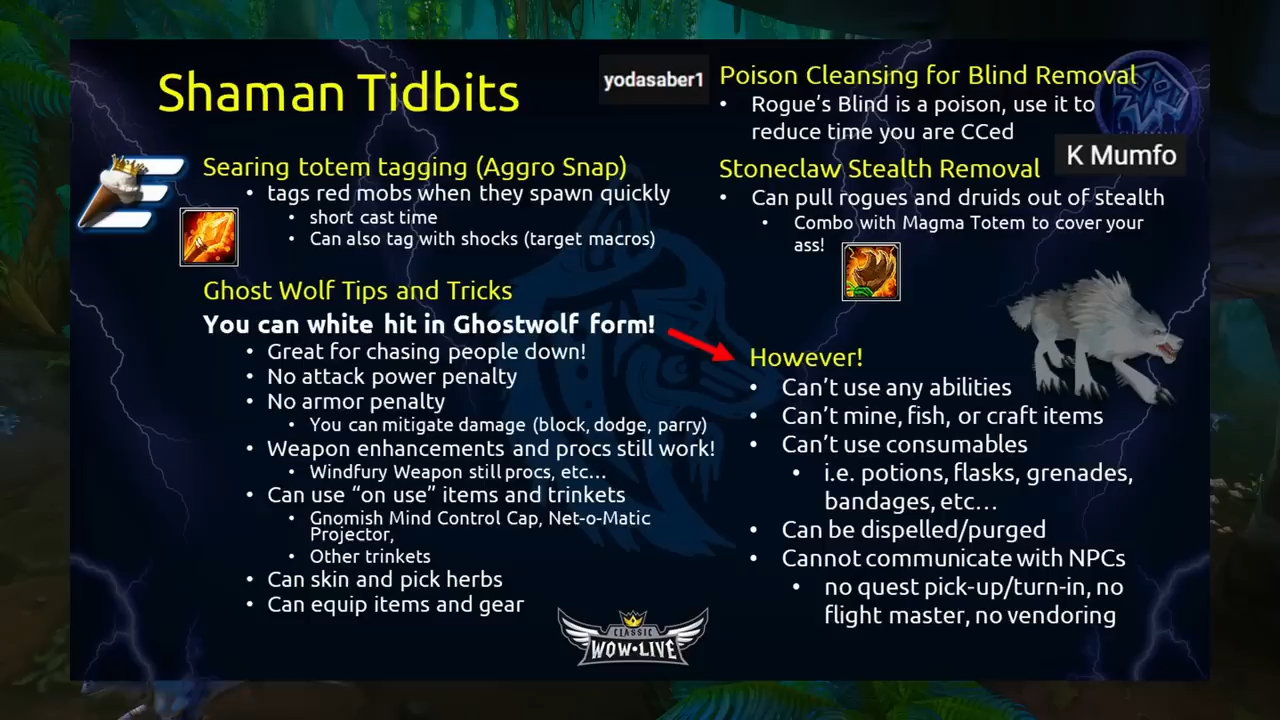 Shaman Tidbits
yodasaber1
Searing totem tagging (Aggro Snap)
• tags red mobs when they spawn quickly
• short cast time
• Can also tag with shocks (target macros)
Ghost Wolf Tips and Tricks
You can white hit in Ghostwolf form!
• Great for chasing people down!
• No attack power penalty
• No armor penalty
• You can mitigate damage (block, dodge, parry)
• Weapon enhancements and procs still work!
• Windfury Weapon still procs, etc...
• Can use “on use” items and trinkets
• Gnomish Mind Control Cap, Net-o-Matic
Projector,
• Other trinkets
• Can skin and pick herbs
• Can equip items and gear
Poison Cleansing for Blind Removal
• Rogue’s Blind is a poison, use it to
reduce time you are CCed
K Mumfo
Stoneclaw Stealth Removal
• Can pull rogues and druids out of stealth
• Combo with Magma Totem to cover your
ass!
However!
• Can’t use any abilities
• Can’t mine, fish, or craft items
• Can’t use consumables
• i.e. potions, flasks, grenades,
bandages, etc...
• Can be dispelled/purged
• Cannot communicate with NPCs
• no quest pick-up/turn-in, no
flight master, no vendoring
CLASSIC
WOW•LIVE